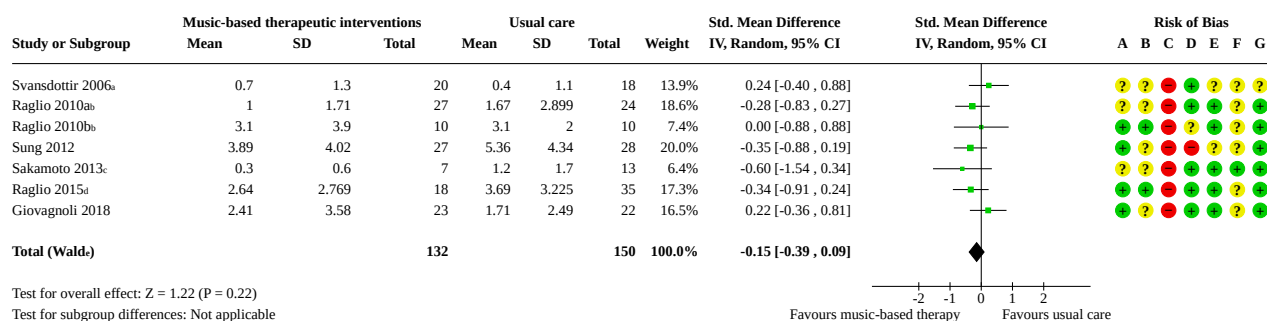 Music-based therapeutic interventions Usual care Std. Mean Difference Std. Mean Difference Risk of Bias
Study or Subgroup Mean SD Total Mean SD Total Weight IV, Random, 95% CI IV, Random, 95% CI A B C D E F G
Svansdottir 2006a 0.7 1.3 20 0.4 1.1 18 13.9% 0.24 [-0.40 , 0.88] ? ? − + ? ? ?
Raglio 2010ab 1 1.71 27 1.67 2.899 24 18.6% -0.28 [-0.83 , 0.27] ? ? − + + ? +
Raglio 2010bb 3.1 3.9 10 3.1 2 10 7.4% 0.00 [-0.88 , 0.88] + + − ? + ? +
Sung 2012 3.89 4.02 27 5.36 4.34 28 20.0% -0.35 [-0.88 , 0.19] + ? − − ? ? +
Sakamoto 2013c 0.3 0.6 7 1.2 1.7 13 6.4% -0.60 [-1.54 , 0.34] ? ? − + + + +
Raglio 2015d 2.64 2.769 18 3.69 3.225 35 17.3% -0.34 [-0.91 , 0.24] + + − + + ? +
Giovagnoli 2018 2.41 3.58 23 1.71 2.49 22 16.5% 0.22 [-0.36 , 0.81] + ? − + + ? +
Total (Walde) 132 150 100.0% -0.15 [-0.39 , 0.09]
Test for overall effect: Z = 1.22 (P = 0.22) -2 -1 0 1 2
Test for subgroup differences: Not applicable Favours music-based therapy Favours usual care